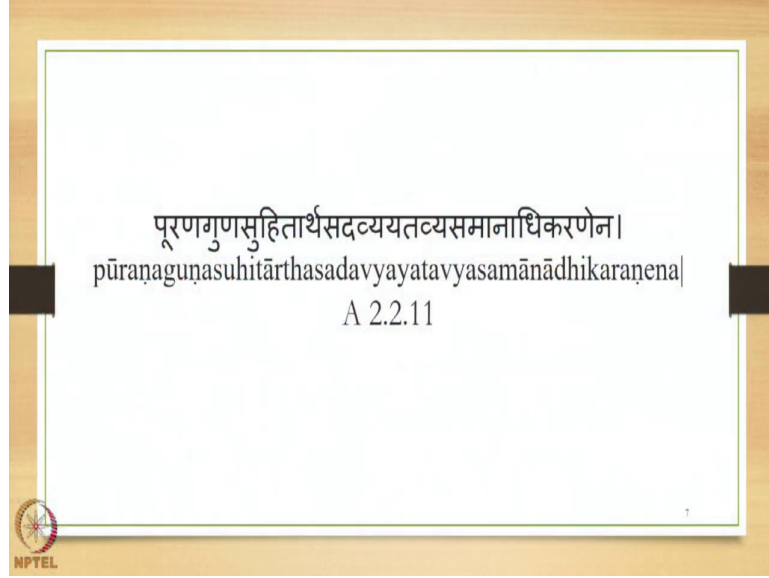 पूरणगुणसुहितार्थसदव्ययतव्यसमानाधिकरणेन।
pūraṇaguṇasuhitārthasadavyayatavyasamānādhikaraṇena|
A 2.2.11
7
NPTEL